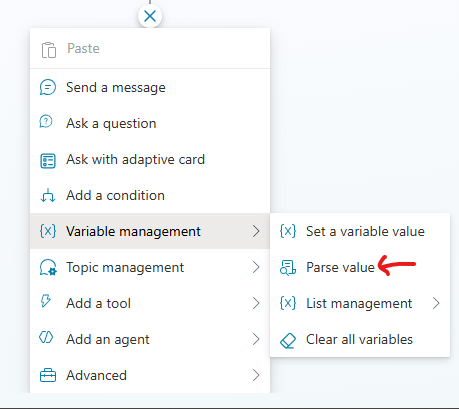 Paste
Send a message
Ask a question
Ask with adaptive card
Add a condition
{x} Variable management
Topic management
Add a tool
Add an agent
Advanced
{x} Set a variable value
Parse value
{x} List management
Clear all variables